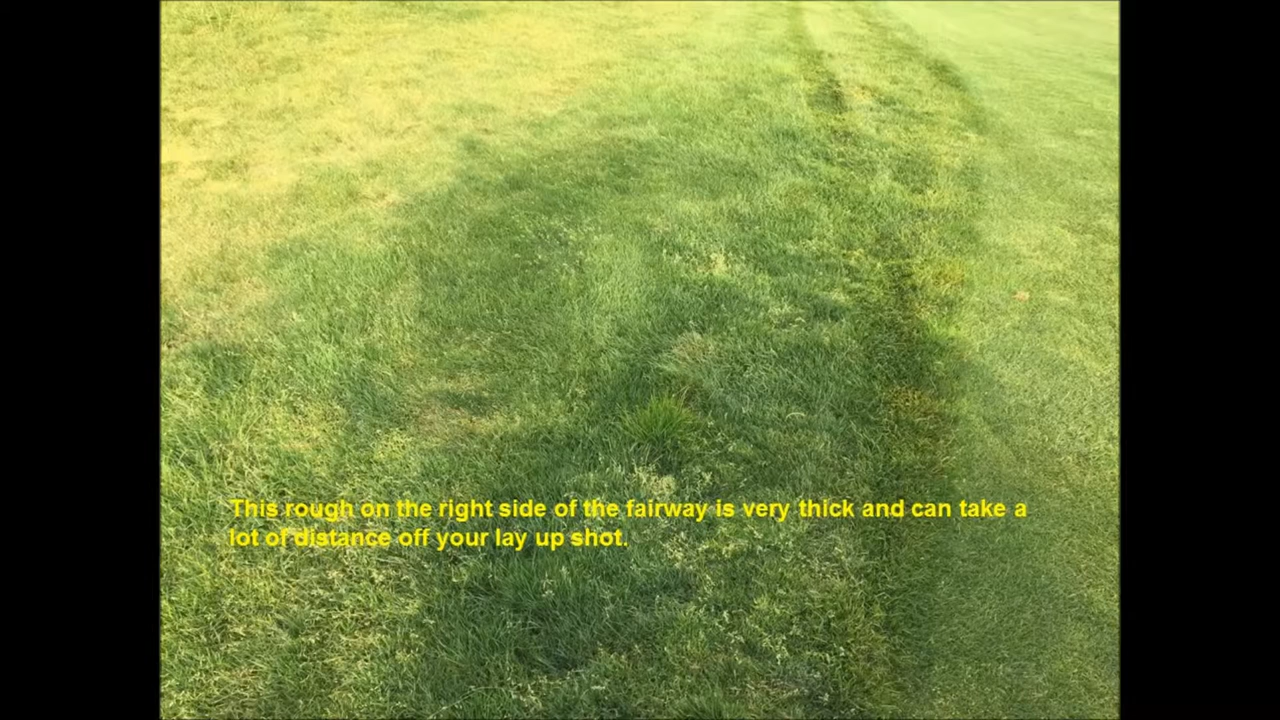 This rough on the right side of the fairway is very thick and can take a
lot of distance off your lay up shot.